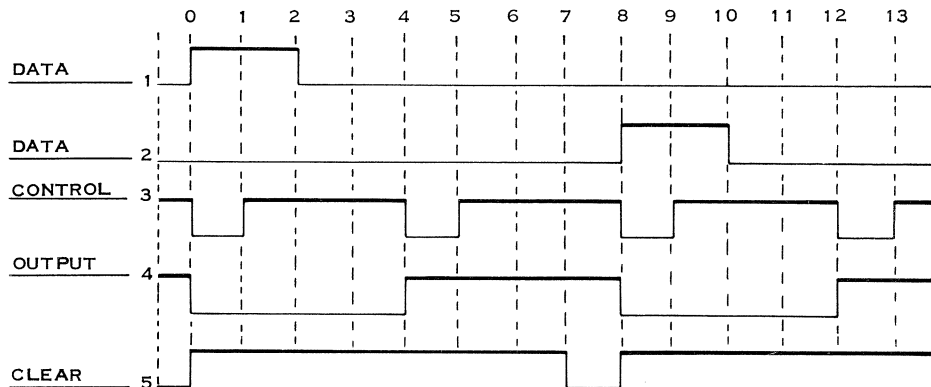 0 1 2 3 4 5 6 7 8 9 10 11 12 13
DATA 1
DATA 2
CONTROL 3
OUTPUT 4
CLEAR 5